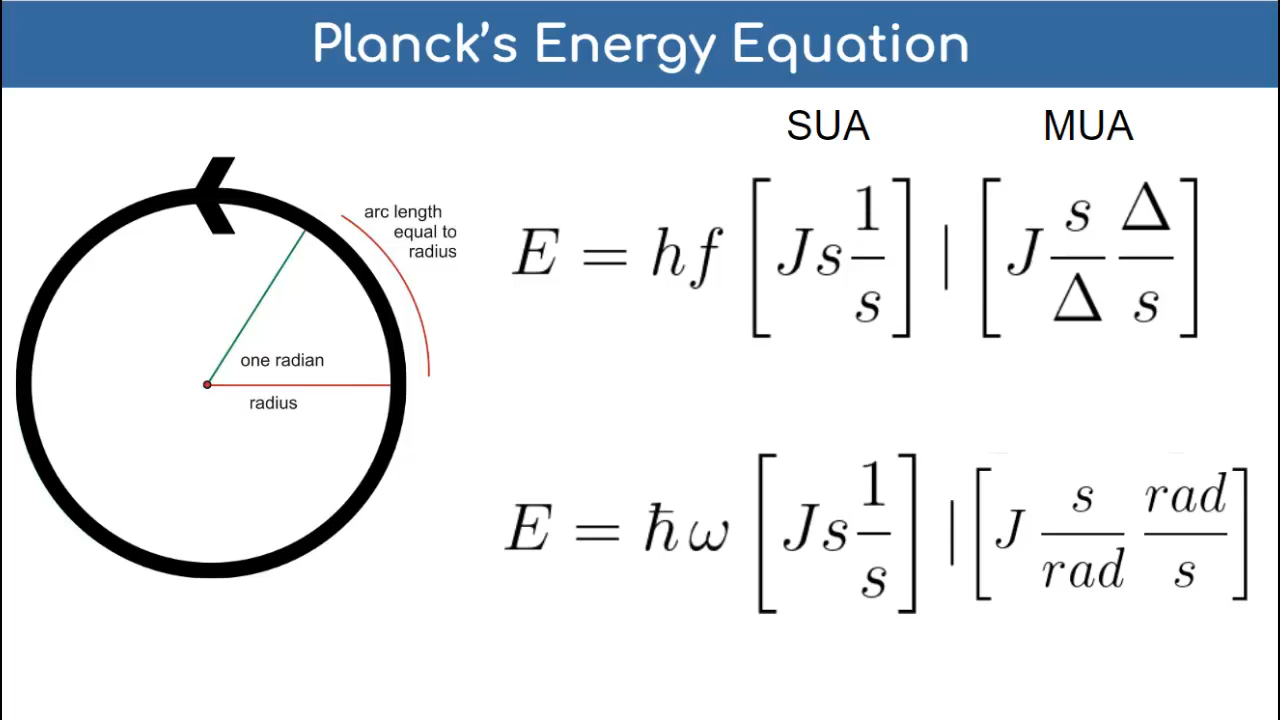 Planck's Energy Equation
SUA MUA
arc length
equal to
radius
one radian
radius
E = hf [Js 1/s] | [J s/Δ Δ/s]
E = ħω [Js 1/s] | [J s/rad rad/s]